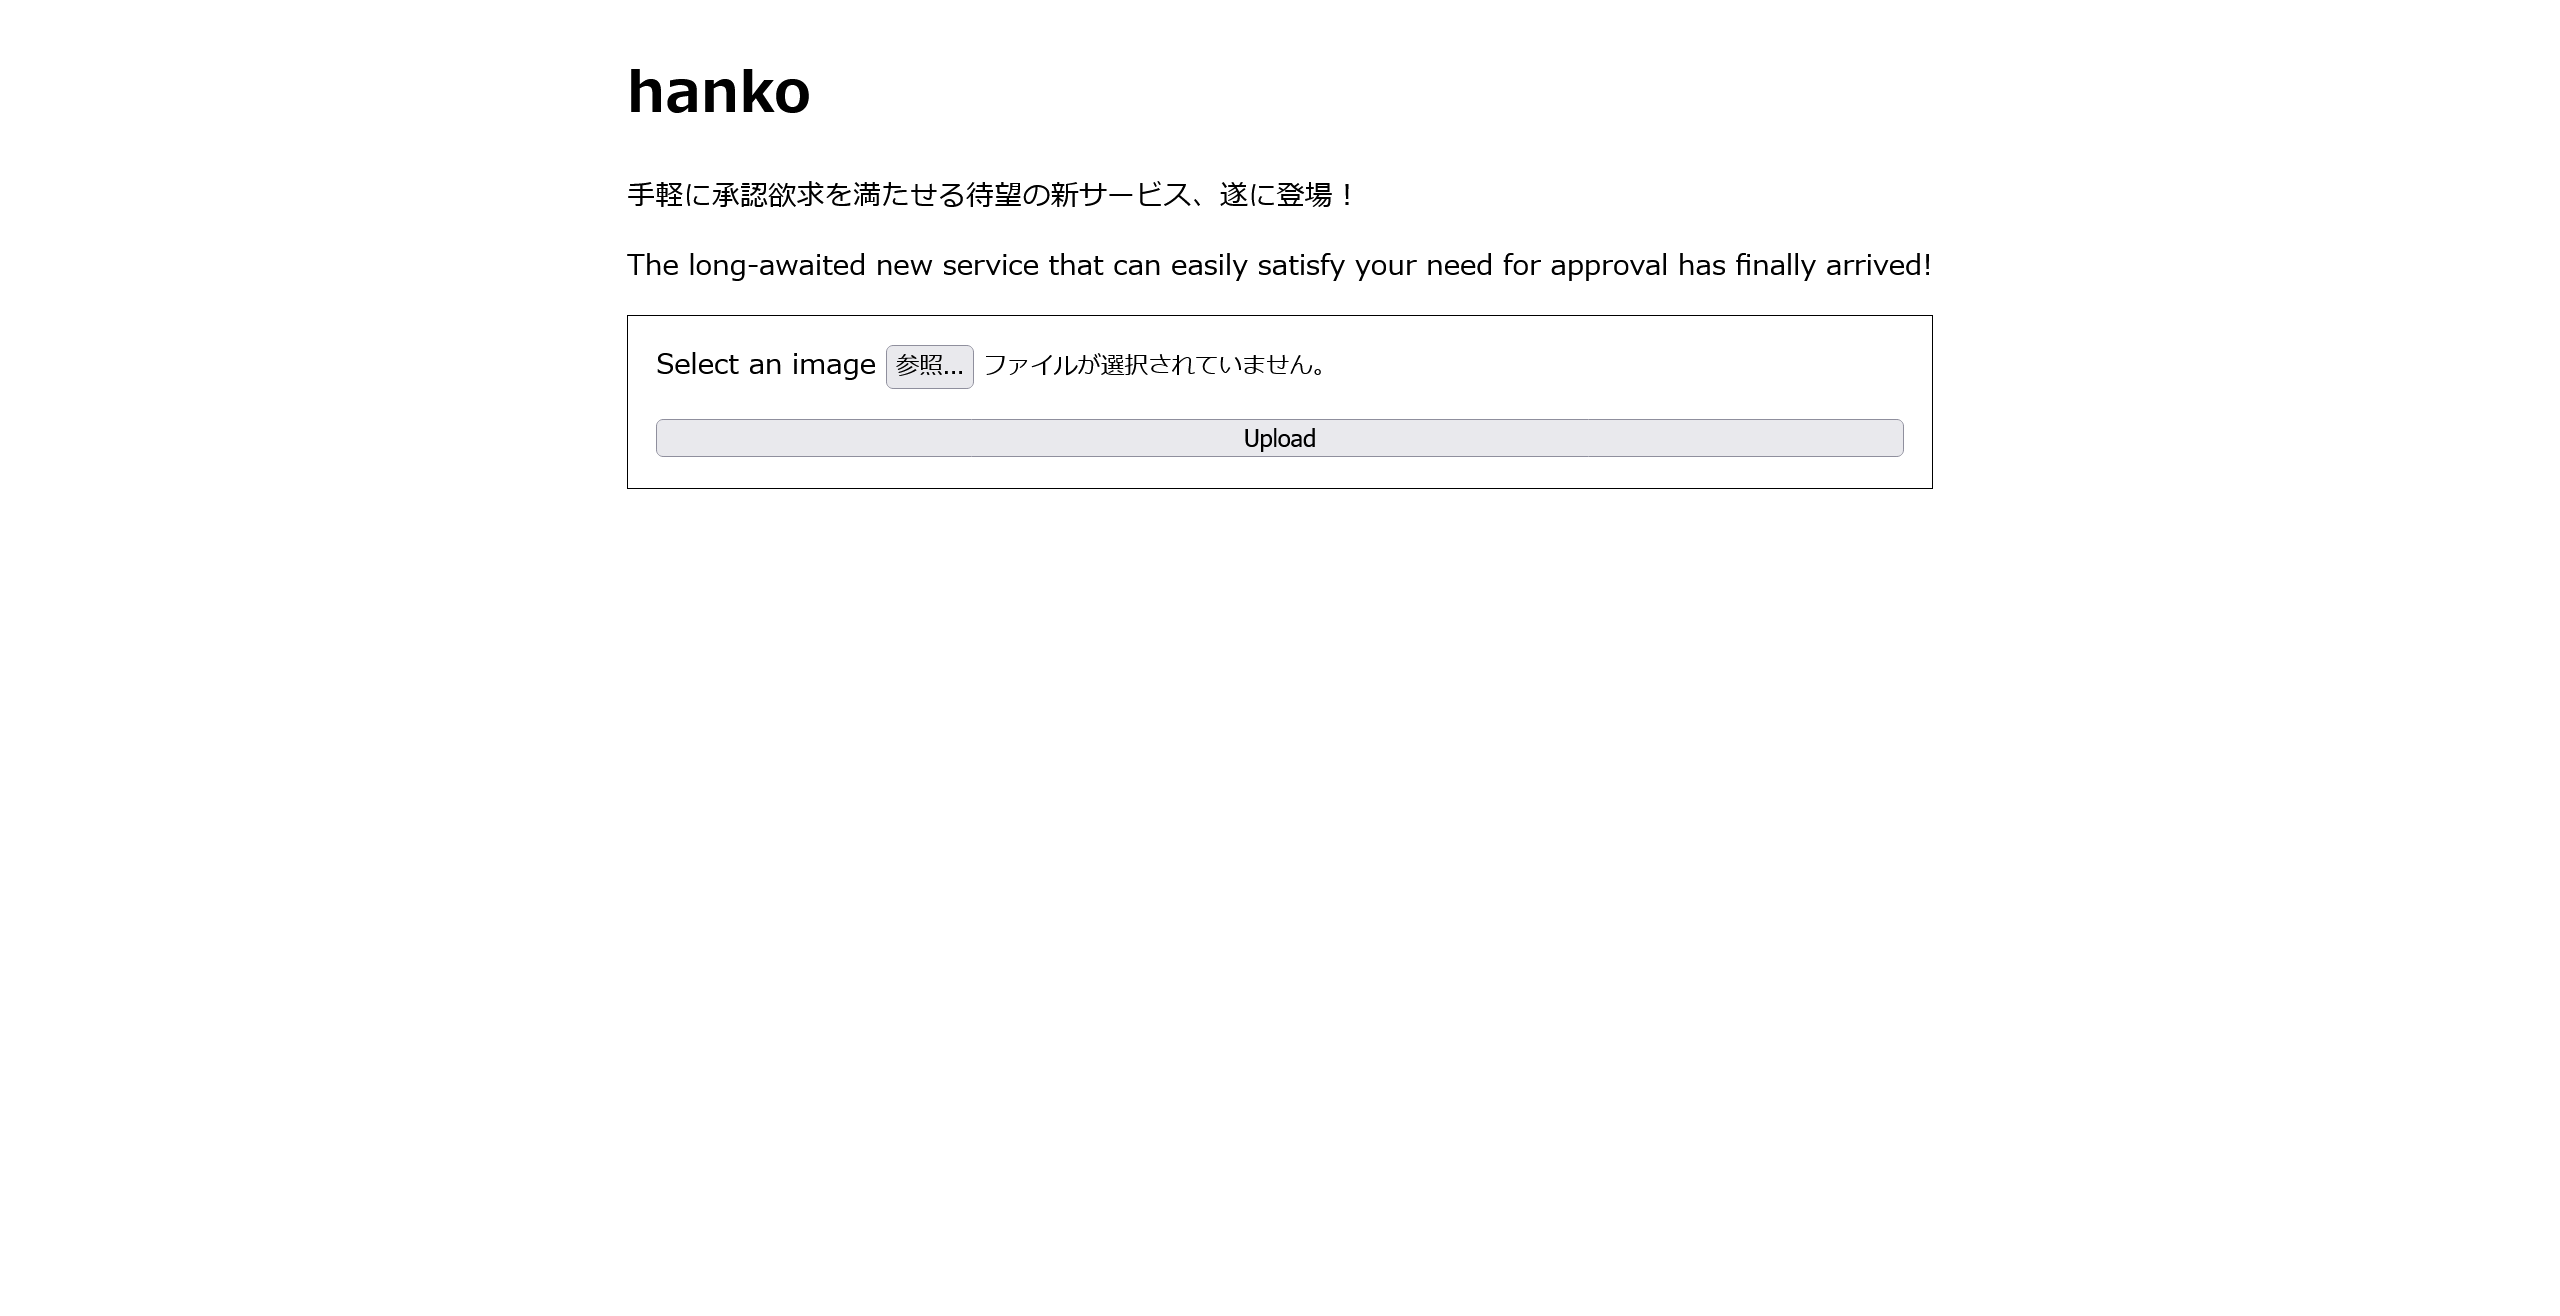 hanko
手軽に承認欲求を満たせる待望の新サービス、遂に登場！
The long-awaited new service that can easily satisfy your need for approval has finally arrived!
Select an image 参照... ファイルが選択されていません。
Upload